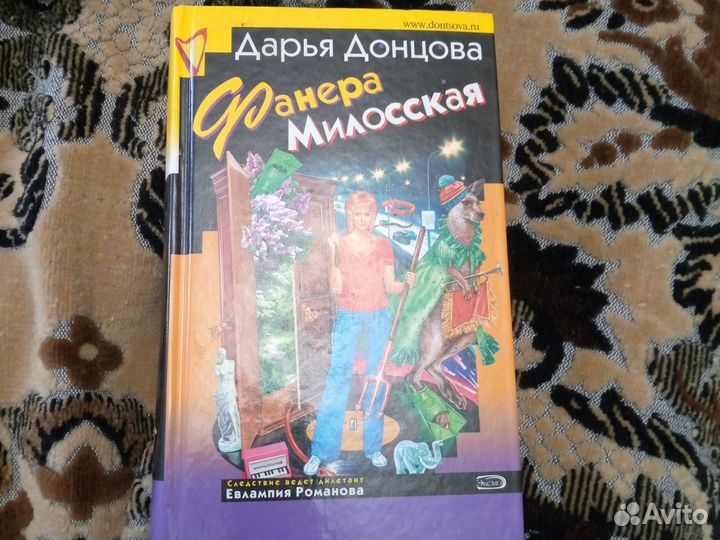 www.dontsova.ru
Дарья Донцова
Фанера
Милосская
Следствие ведет дилетант
Евлампия Романова
ЭКСМО
Avito